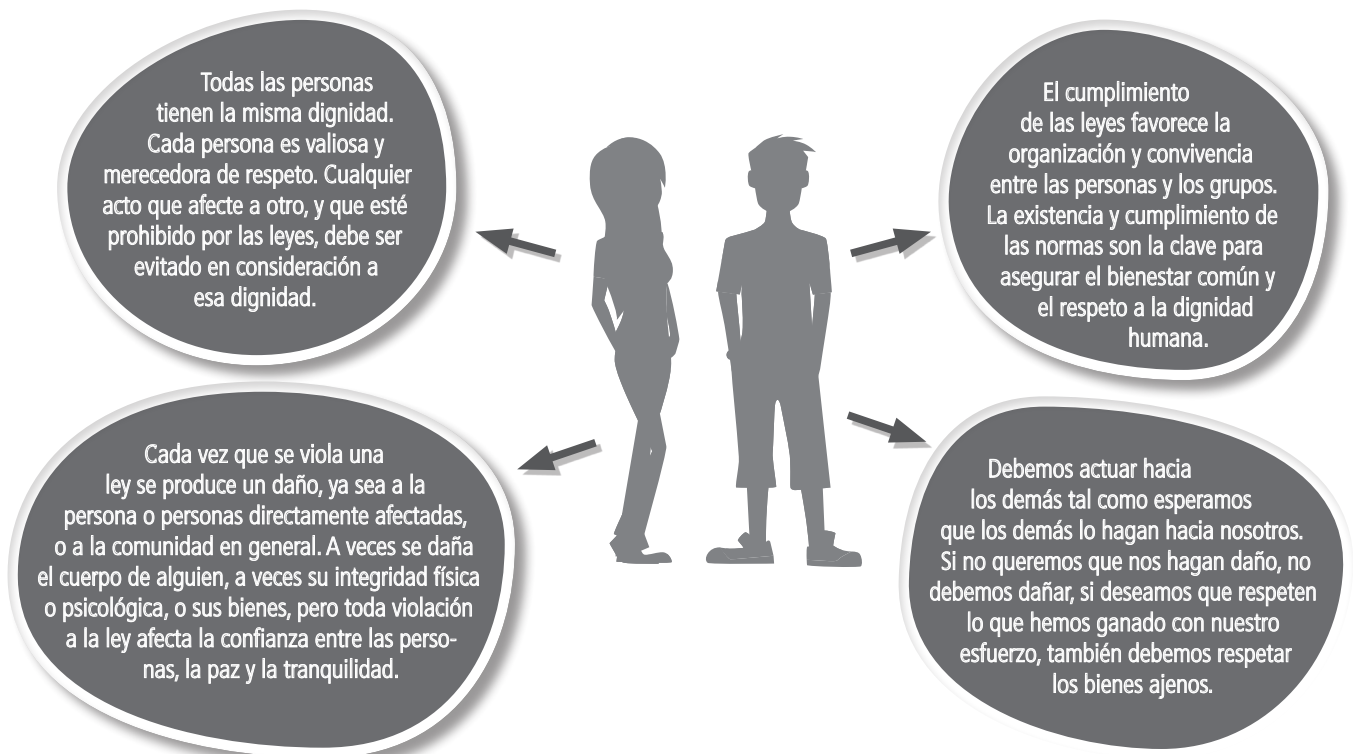 Todas las personas
tienen la misma dignidad.
Cada persona es valiosa y
merecedora de respeto. Cualquier
acto que afecte a otro, y que esté
prohibido por las leyes, debe ser
evitado en consideración a
esa dignidad.
El cumplimiento
de las leyes favorece la
organización y convivencia
entre las personas y los grupos.
La existencia y cumplimiento de
las normas son la clave para
asegurar el bienestar común y
el respeto a la dignidad
humana.
Cada vez que se viola una
ley se produce un daño, ya sea a la
persona o personas directamente afectadas,
o a la comunidad en general. A veces se daña
el cuerpo de alguien, a veces su integridad física
o psicológica, o sus bienes, pero toda violación
a la ley afecta la confianza entre las perso-
nas, la paz y la tranquilidad.
Debemos actuar hacia
los demás tal como esperamos
que los demás lo hagan hacia nosotros.
Si no queremos que nos hagan daño, no
debemos dañar, si deseamos que respeten
lo que hemos ganado con nuestro
esfuerzo, también debemos respetar
los bienes ajenos.